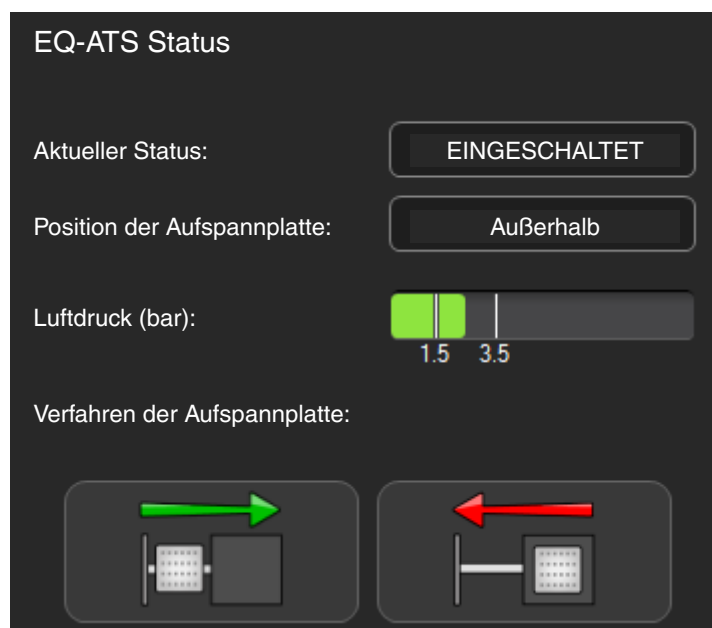 EQ-ATS Status
Aktueller Status: EINGESCHALTET
Position der Aufspannplatte: Außerhalb
Luftdruck (bar):
1.5 3.5
Verfahren der Aufspannplatte: